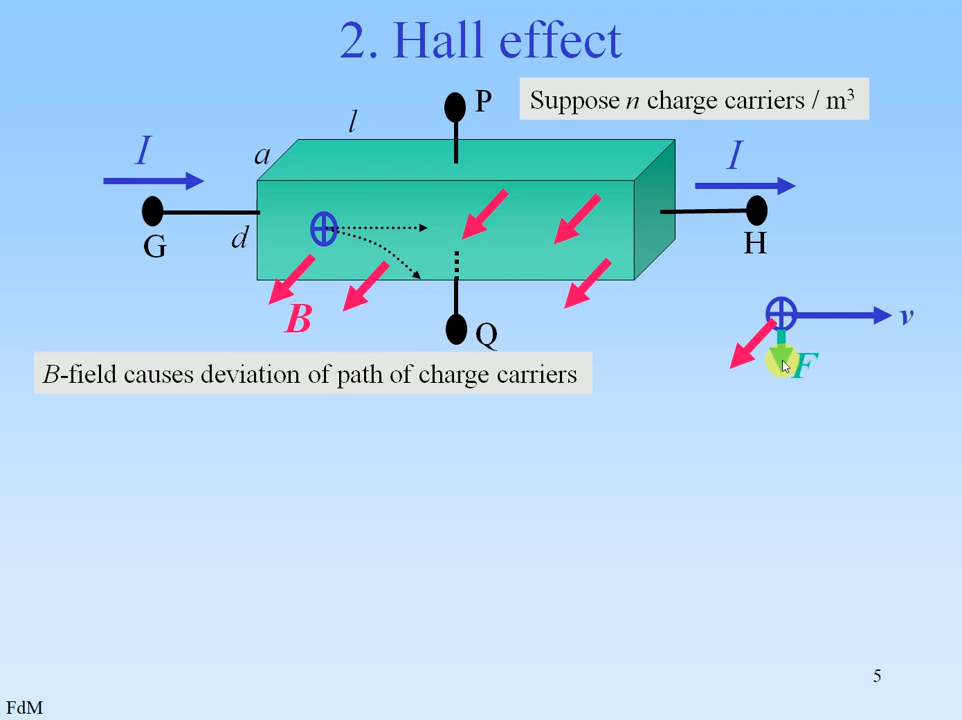 2. Hall effect
Suppose n charge carriers / m³
P
l
a
I
I
G
d
H
B
Q
v
F
B-field causes deviation of path of charge carriers
5
FdM